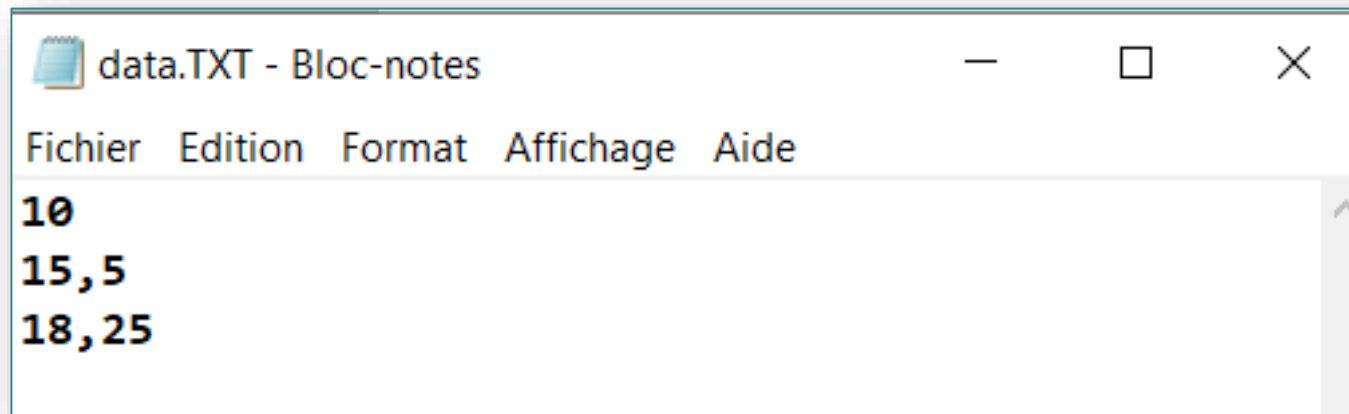 data.TXT - Bloc-notes
Fichier Edition Format Affichage Aide
10
15,5
18,25